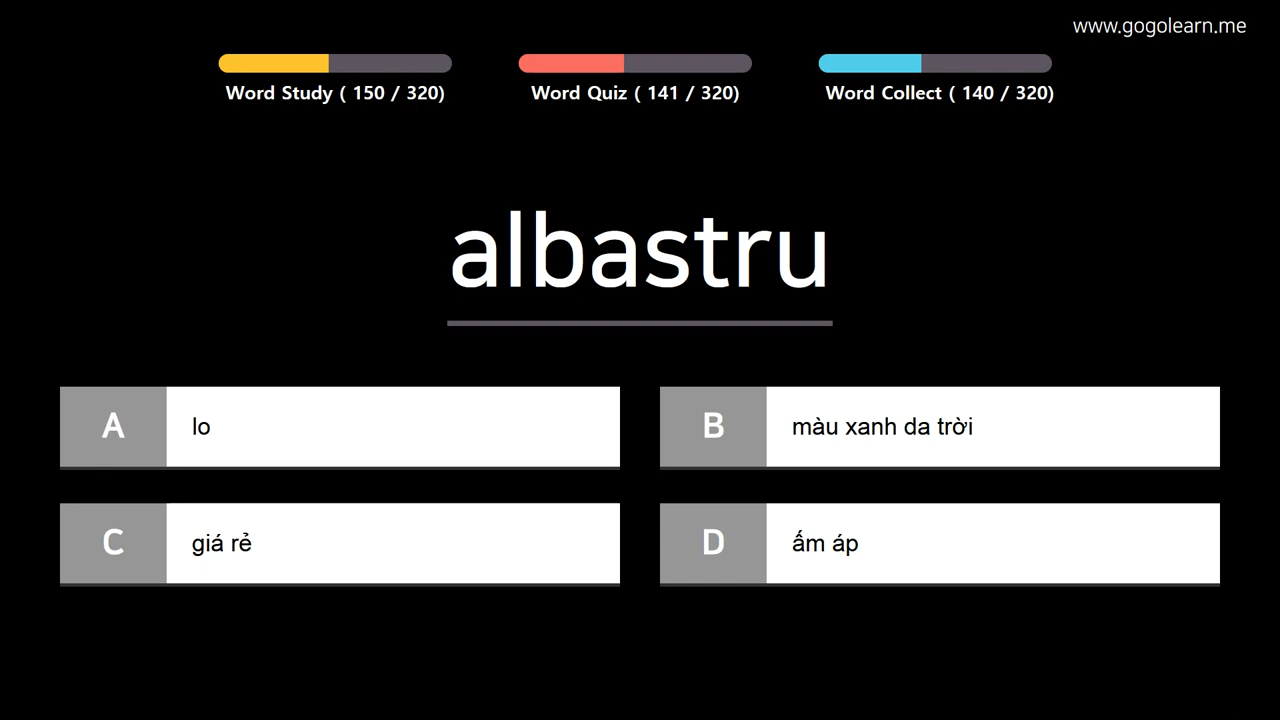 www.gogolearn.me
Word Study ( 150 / 320)
Word Quiz ( 141 / 320)
Word Collect ( 140 / 320)
albastru
A
lo
B
màu xanh da trời
C
giá rẻ
D
ấm áp